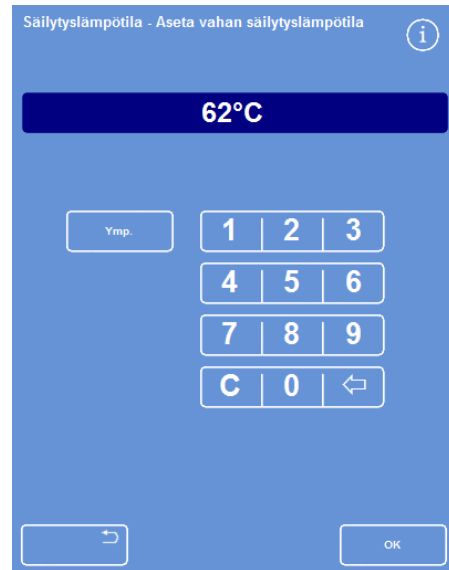 Säilytyslämpötila - Aseta vahan säilytyslämpötila
i
62°C
Ymp.
1 2 3
4 5 6
7 8 9
C 0
OK